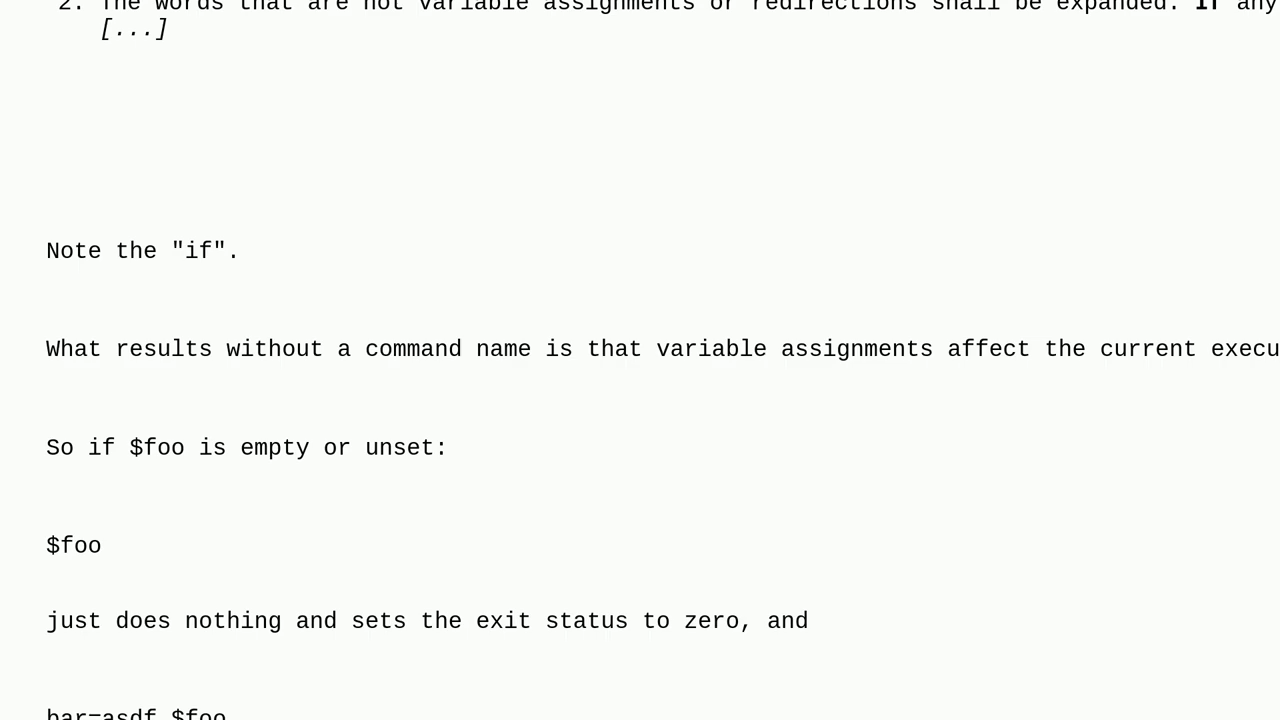 2. The words that are not variable assignments or redirections shall be expanded. If any
[...]
Note the "if".
What results without a command name is that variable assignments affect the current execu
So if $foo is empty or unset:
$foo
just does nothing and sets the exit status to zero, and
bar=asdf $foo